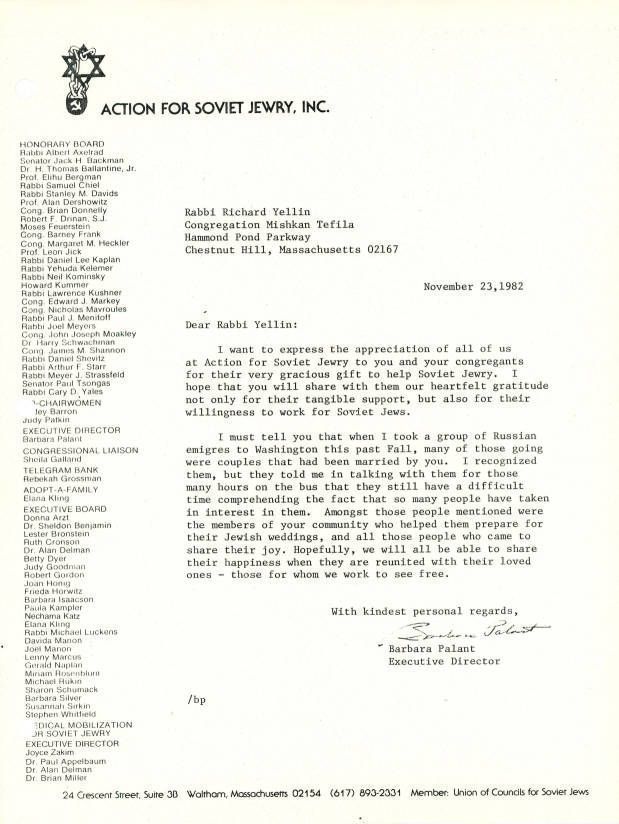 ACTION FOR SOVIET JEWRY, INC.
HONORARY BOARD
Rabbi Albert Axelrad
Senator Jack H. Backman
Dr. H. Thomas Ballantine, Jr.
Prof. Elihu Bergman
Rabbi Samuel Chiel
Rabbi Stanley M. Davids
Prof. Alan Dershowitz
Cong. Brian Donnelly
Robert F. Drinan, S.J.
Moses Feuerstein
Cong. Barney Frank
Cong. Margaret M. Heckler
Prof. Leon Jick
Rabbi Daniel Lee Kaplan
Rabbi Yehuda Kelemer
Rabbi Neil Kominsky
Howard Kummer
Rabbi Lawrence Kushner
Cong. Edward J. Markey
Cong. Nicholas Mavroules
Rabbi Paul J. Menitoff
Rabbi Joel Meyers
Cong. John Joseph Moakley
Dr. Harry Schwachman
Cong. James M. Shannon
Rabbi Daniel Shevitz
Rabbi Arthur F. Starr
Rabbi Meyer J. Strassfeld
Senator Paul Tsongas
Rabbi Cary D. Yales
-CHAIRWOMEN
ley Barron
Judy Patkin
EXECUTIVE DIRECTOR
Barbara Palant
CONGRESSIONAL LIAISON
Sheila Galland
TELEGRAM BANK
Rebekah Grossman
ADOPT-A-FAMILY
Elana Kling
EXECUTIVE BOARD
Donna Arzt
Dr. Sheldon Benjamin
Lester Bronstein
Ruth Cronson
Dr. Alan Delman
Betty Dyer
Judy Goodman
Robert Gordon
Joan Honig
Frieda Horwitz
Barbara Isaacson
Paula Kampler
Nechama Katz
Elana Kling
Rabbi Michael Luckens
Davida Manon
Joel Manon
Lenny Marcus
Gerald Naplan
Miriam Rosenblum
Michael Rukin
Sharon Schumack
Barbara Silver
Susannah Sirkin
Stephen Whitfield
EDICAL MOBILIZATION
OR SOVIET JEWRY
EXECUTIVE DIRECTOR
Joyce Zakim
Dr. Paul Appelbaum
Dr. Alan Delman
Dr. Brian Miller
Rabbi Richard Yellin
Congregation Mishkan Tefila
Hammond Pond Parkway
Chestnut Hill, Massachusetts 02167
November 23,1982
Dear Rabbi Yellin:
I want to express the appreciation of all of us
at Action for Soviet Jewry to you and your congregants
for their very gracious gift to help Soviet Jewry. I
hope that you will share with them our heartfelt gratitude
not only for their tangible support, but also for their
willingness to work for Soviet Jews.
I must tell you that when I took a group of Russian
emigres to Washington this past Fall, many of those going
were couples that had been married by you. I recognized
them, but they told me in talking with them for those
many hours on the bus that they still have a difficult
time comprehending the fact that so many people have taken
in interest in them. Amongst those people mentioned were
the members of your community who helped them prepare for
their Jewish weddings, and all those people who came to
share their joy. Hopefully, we will all be able to share
their happiness when they are reunited with their loved
ones - those for whom we work to see free.
With kindest personal regards,
Barbara Palant
Barbara Palant
Executive Director
/bp
24 Crescent Street, Suite 3B Waltham, Massachusetts 02154 (617) 893-2331 Member: Union of Councils for Soviet Jews